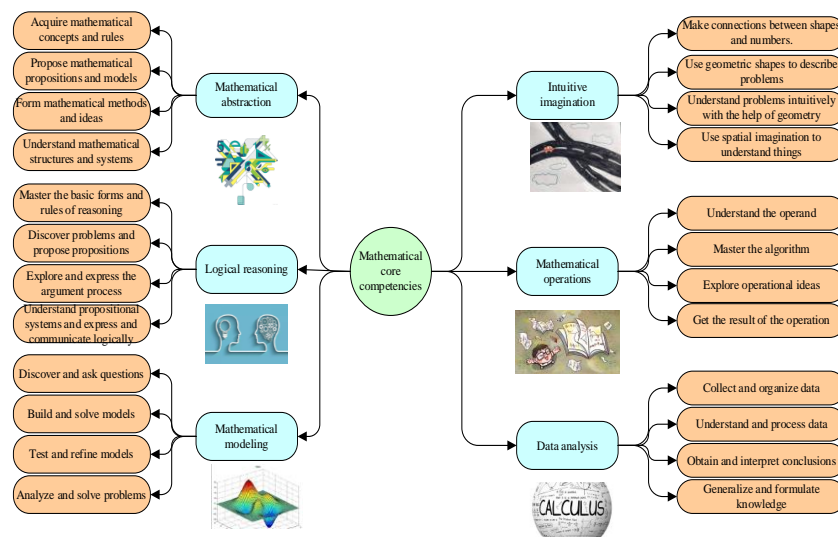 Acquire mathematical
concepts and rules
Propose mathematical
propositions and models
Form mathematical methods
and ideas
Understand mathematical
structures and systems
Mathematical
abstraction
Master the basic forms and
rules of reasoning
Discover problems and
propose propositions
Explore and express the
argument process
Understand propositional
systems and express and
communicate logically
Logical reasoning
Discover and ask questions
Build and solve models
Test and refine models
Analyze and solve problems
Mathematical
modeling
Mathematical
core
competencies
Intuitive
imagination
Make connections between shapes
and numbers.
Use geometric shapes to describe
problems
Understand problems intuitively
with the help of geometry
Use spatial imagination to
understand things
Mathematical
operations
Understand the operand
Master the algorithm
Explore operational ideas
Get the result of the operation
Data analysis
Collect and organize data
Understand and process data
Obtain and interpret conclusions
Generalize and formulate
knowledge
CALCULUS